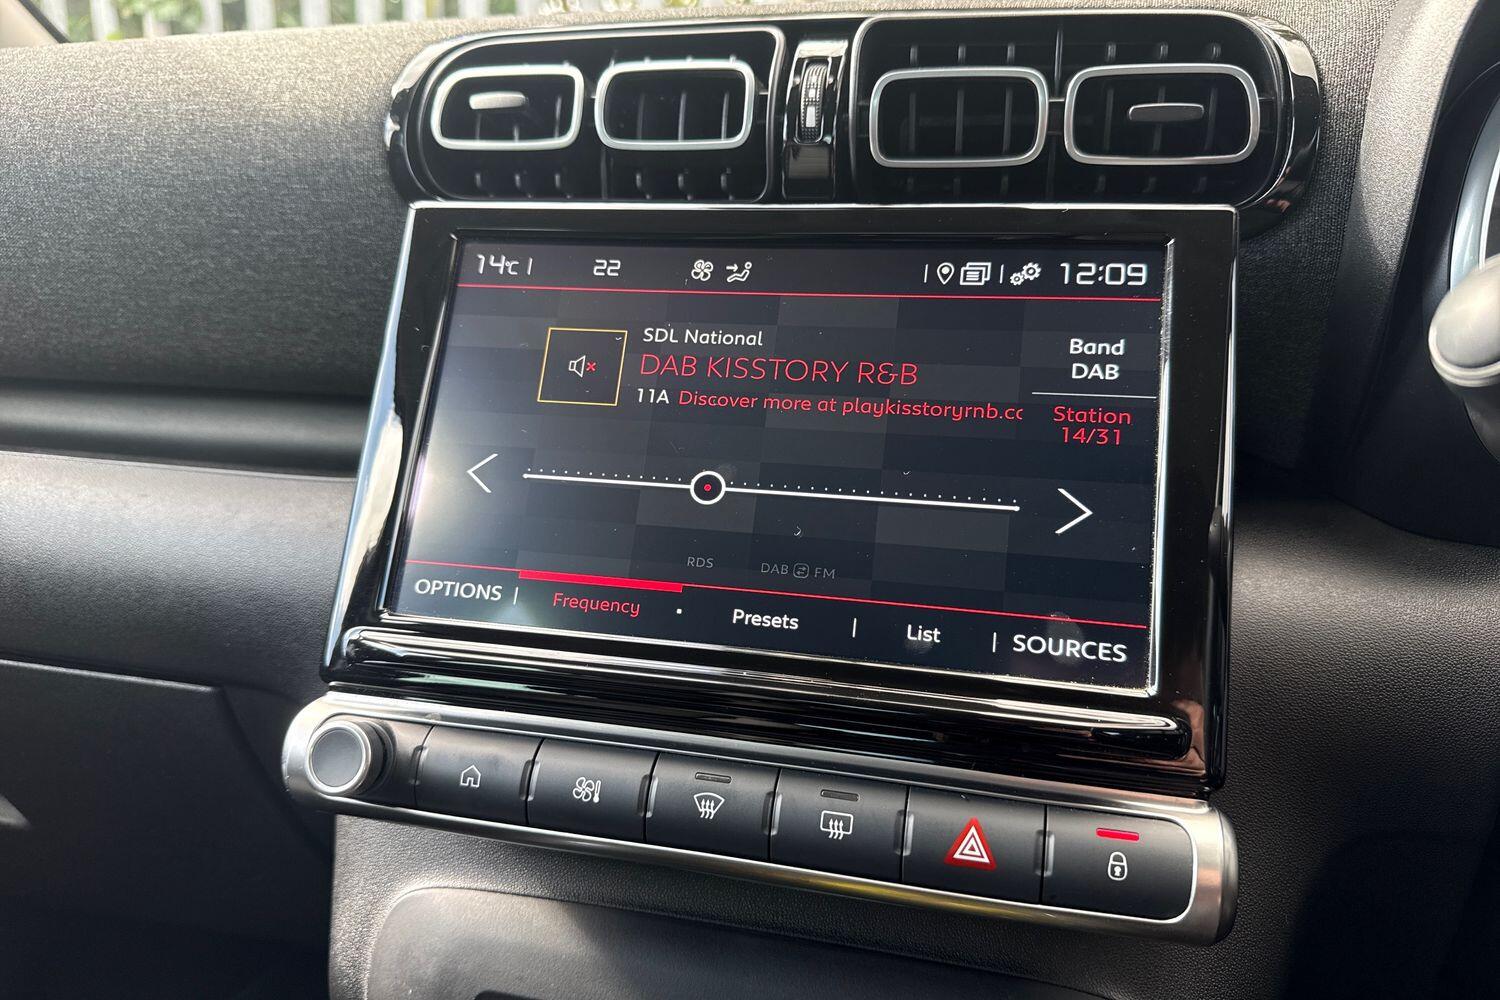 14°C 22 12:09
SDL National
DAB KISSTORY R&B
11A Discover more at playkisstoryrnb.cc
Band
DAB
Station
14/31
RDS DAB FM
OPTIONS Frequency Presets List SOURCES